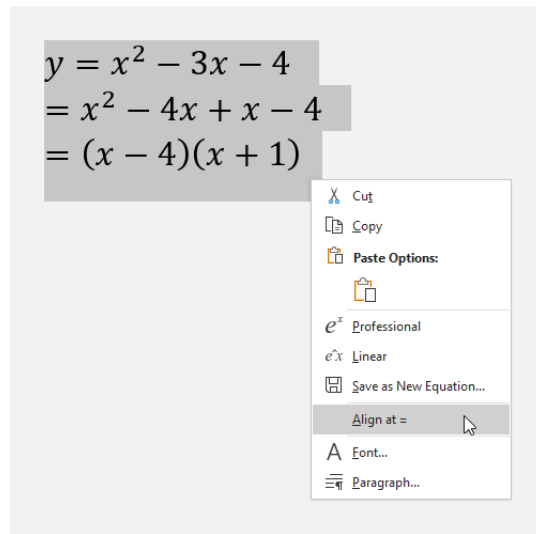 y = x² − 3x − 4
= x² − 4x + x − 4
= (x − 4)(x + 1)
Cut
Copy
Paste Options:
eˣ Professional
e^x Linear
Save as New Equation...
Align at =
A Font...
Paragraph...